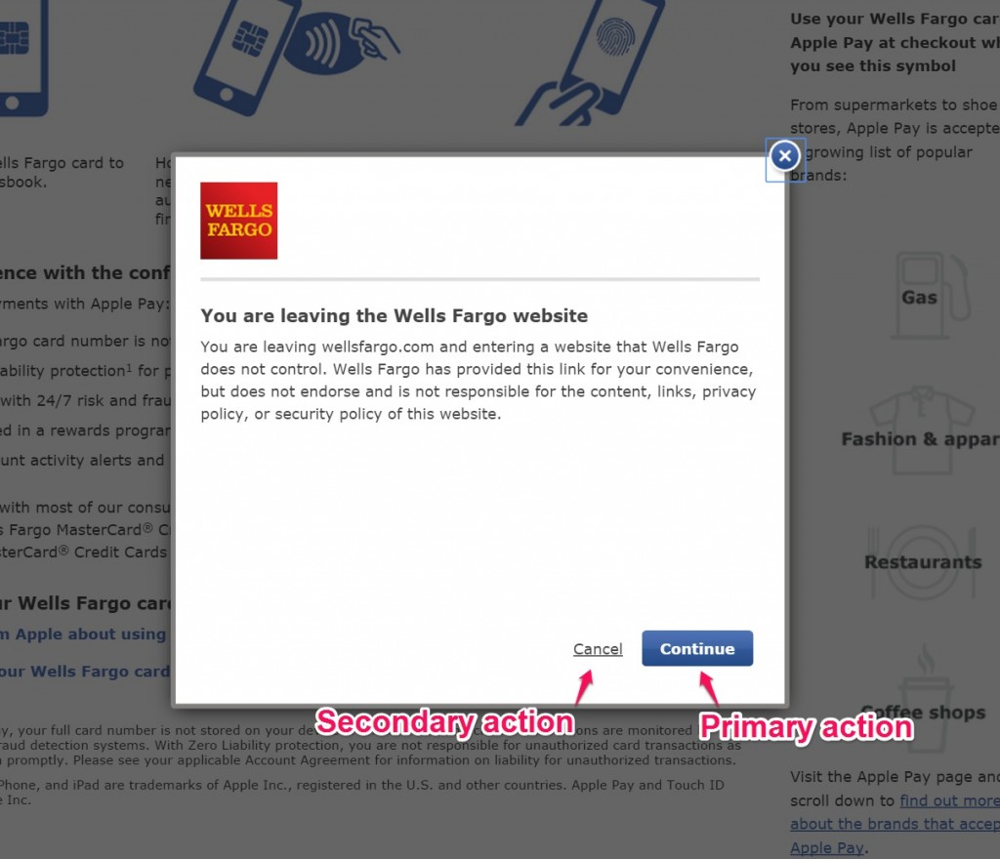 Use your Wells Fargo car
Apple Pay at checkout wh
you see this symbol
From supermarkets to shoe
stores, Apple Pay is accepte
growing list of popular
brands:
Gas
Fashion & appar
Restaurants
Coffee shops
Visit the Apple Pay page and
scroll down to find out more
about the brands that accep
Apple Pay.
ells Fargo card to
sbook.
Ho
ne
au
fin
ence with the conf
yments with Apple Pay:
argo card number is no
ability protection¹ for p
with 24/7 risk and frau
ed in a rewards program
unt activity alerts and
with most of our consu
s Fargo MasterCard® C
sterCard® Credit Cards
ur Wells Fargo card
m Apple about using
our Wells Fargo card
WELLS
FARGO
You are leaving the Wells Fargo website
You are leaving wellsfargo.com and entering a website that Wells Fargo
does not control. Wells Fargo has provided this link for your convenience,
but does not endorse and is not responsible for the content, links, privacy
policy, or security policy of this website.
Cancel
Continue
Secondary action
Primary action
y, your full card number is not stored on your de ions are monitored
raud detection systems. With Zero Liability protection, you are not responsible for unauthorized card transactions as
promptly. Please see your applicable Account Agreement for information on liability for unauthorized transactions.
Phone, and iPad are trademarks of Apple Inc., registered in the U.S. and other countries. Apple Pay and Touch ID
e Inc.